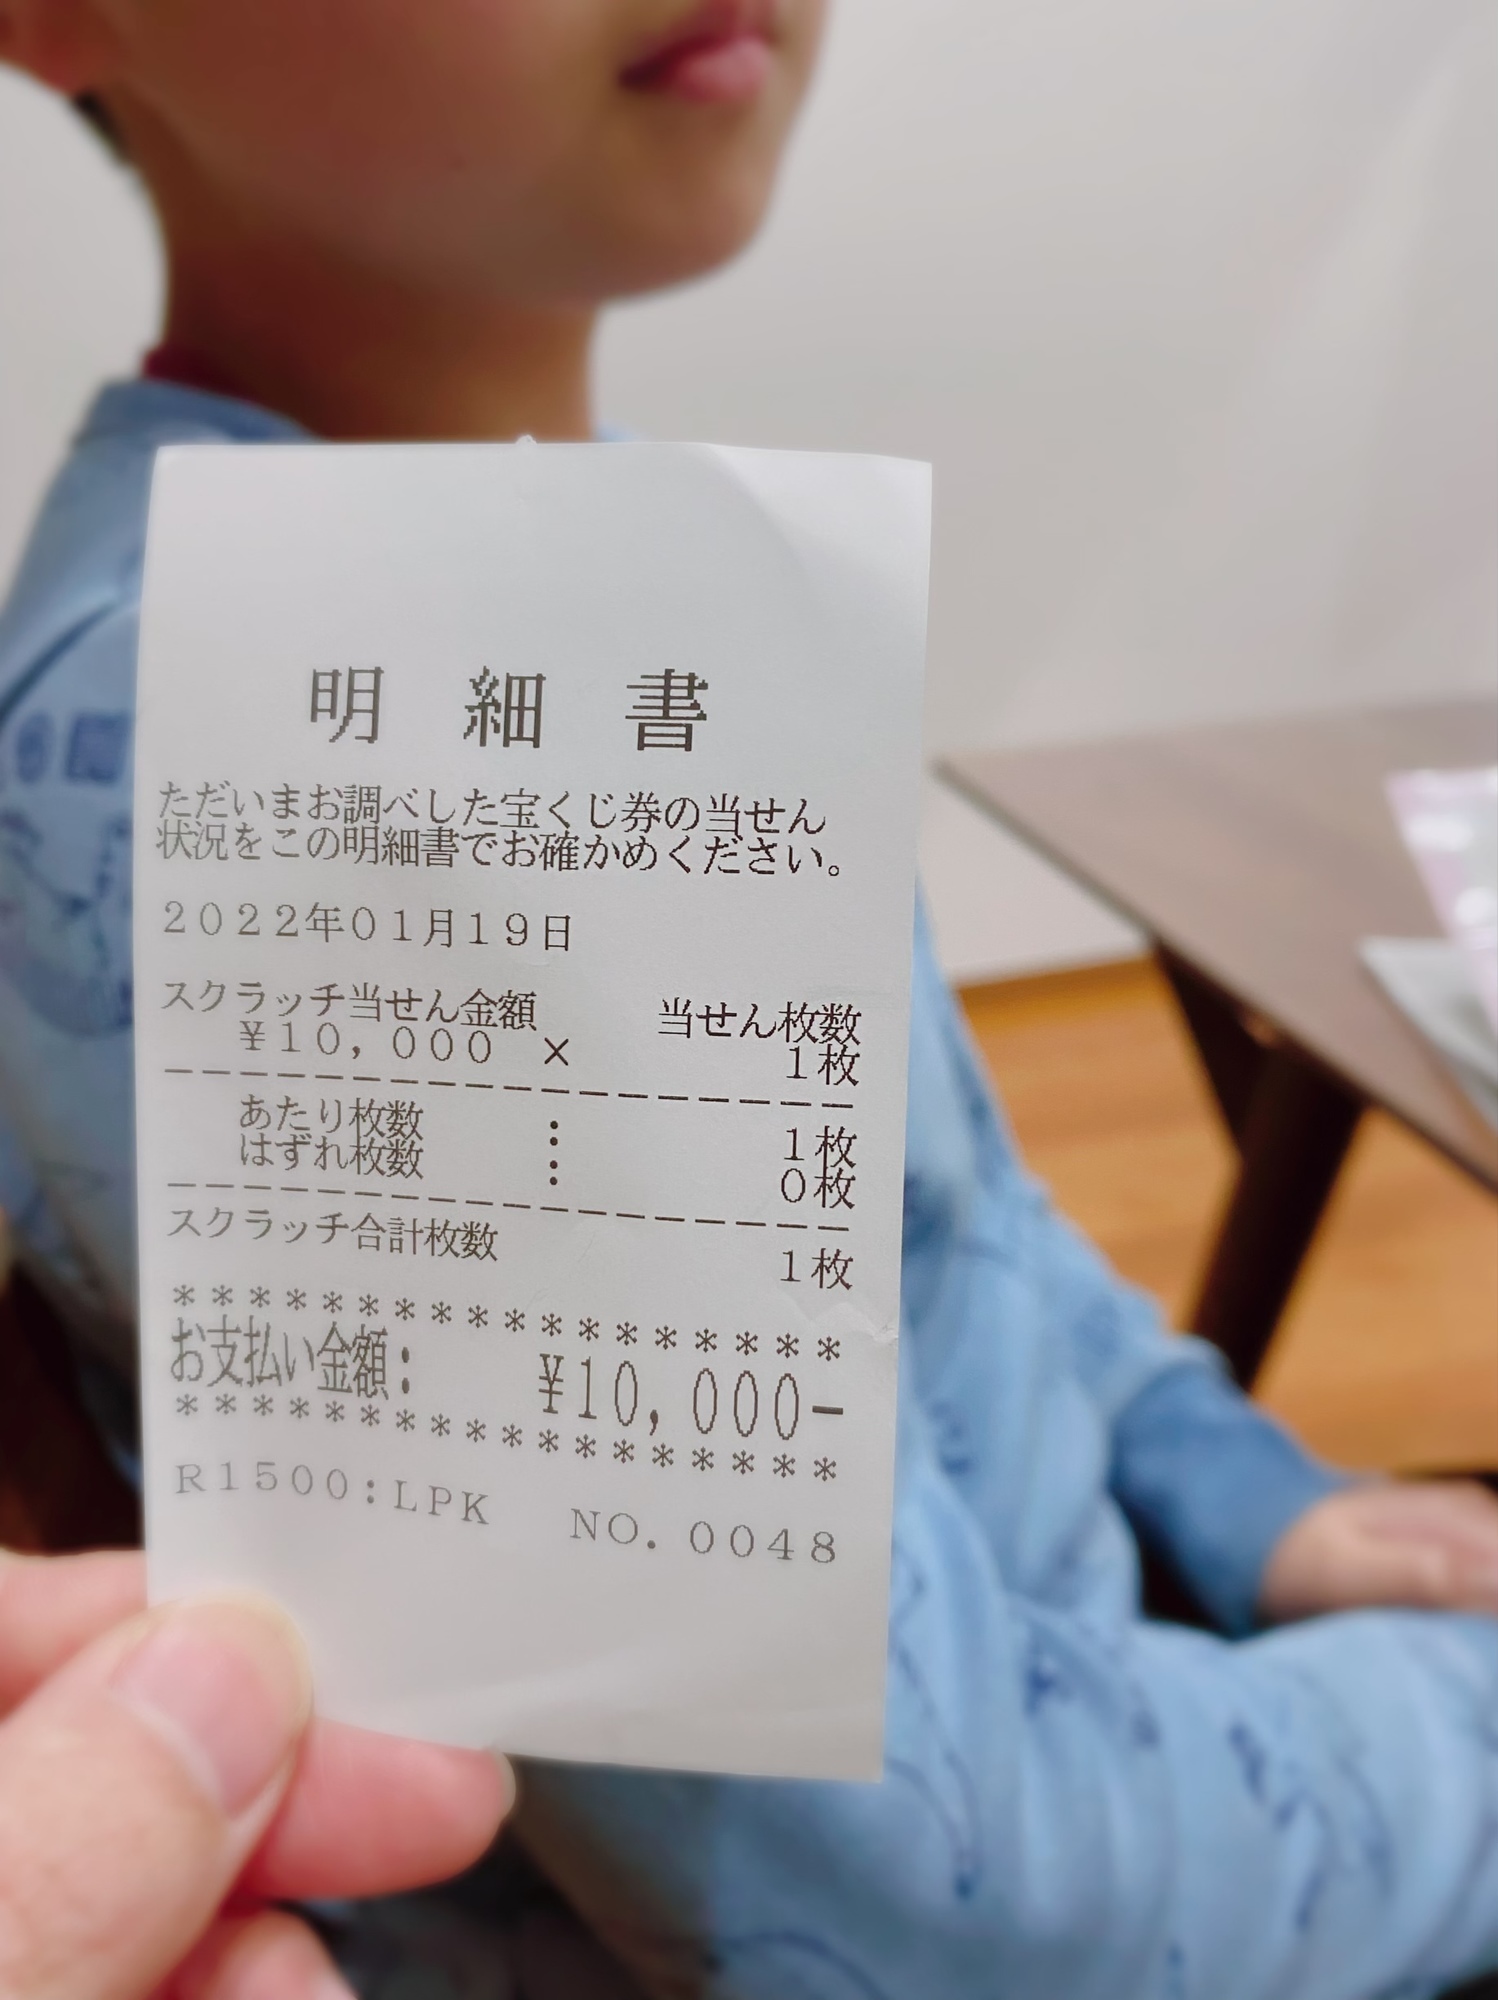 明細書
ただいまお調べした宝くじ券の当せん
状況をこの明細書でお確かめください。
2022年01月19日
スクラッチ当せん金額 当せん枚数
¥10,000 × 1枚
--------------------
あたり枚数 : 1枚
はずれ枚数 : 0枚
--------------------
スクラッチ合計枚数 1枚
*******************
お支払い金額: ¥10,000-
*******************
R1500:LPK NO.0048